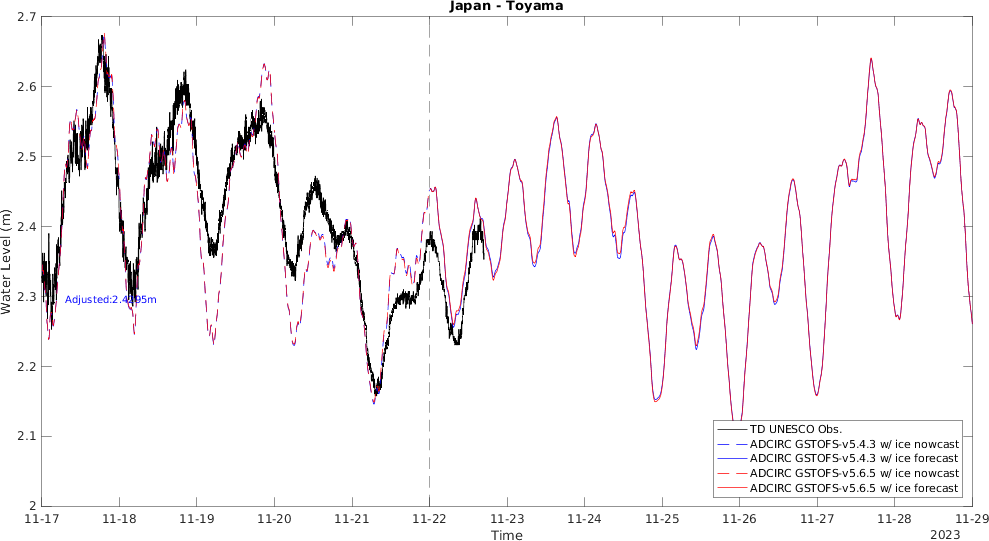 Japan - Toyama
2.7
2.6
2.5
2.4
2.3
2.2
2.1
2
Water Level (m)
Adjusted:2.4295m
TD UNESCO Obs.
ADCIRC GSTOFS-v5.4.3 w/ ice nowcast
ADCIRC GSTOFS-v5.4.3 w/ ice forecast
ADCIRC GSTOFS-v5.6.5 w/ ice nowcast
ADCIRC GSTOFS-v5.6.5 w/ ice forecast
11-17 11-18 11-19 11-20 11-21 11-22 11-23 11-24 11-25 11-26 11-27 11-28 11-29
Time
2023